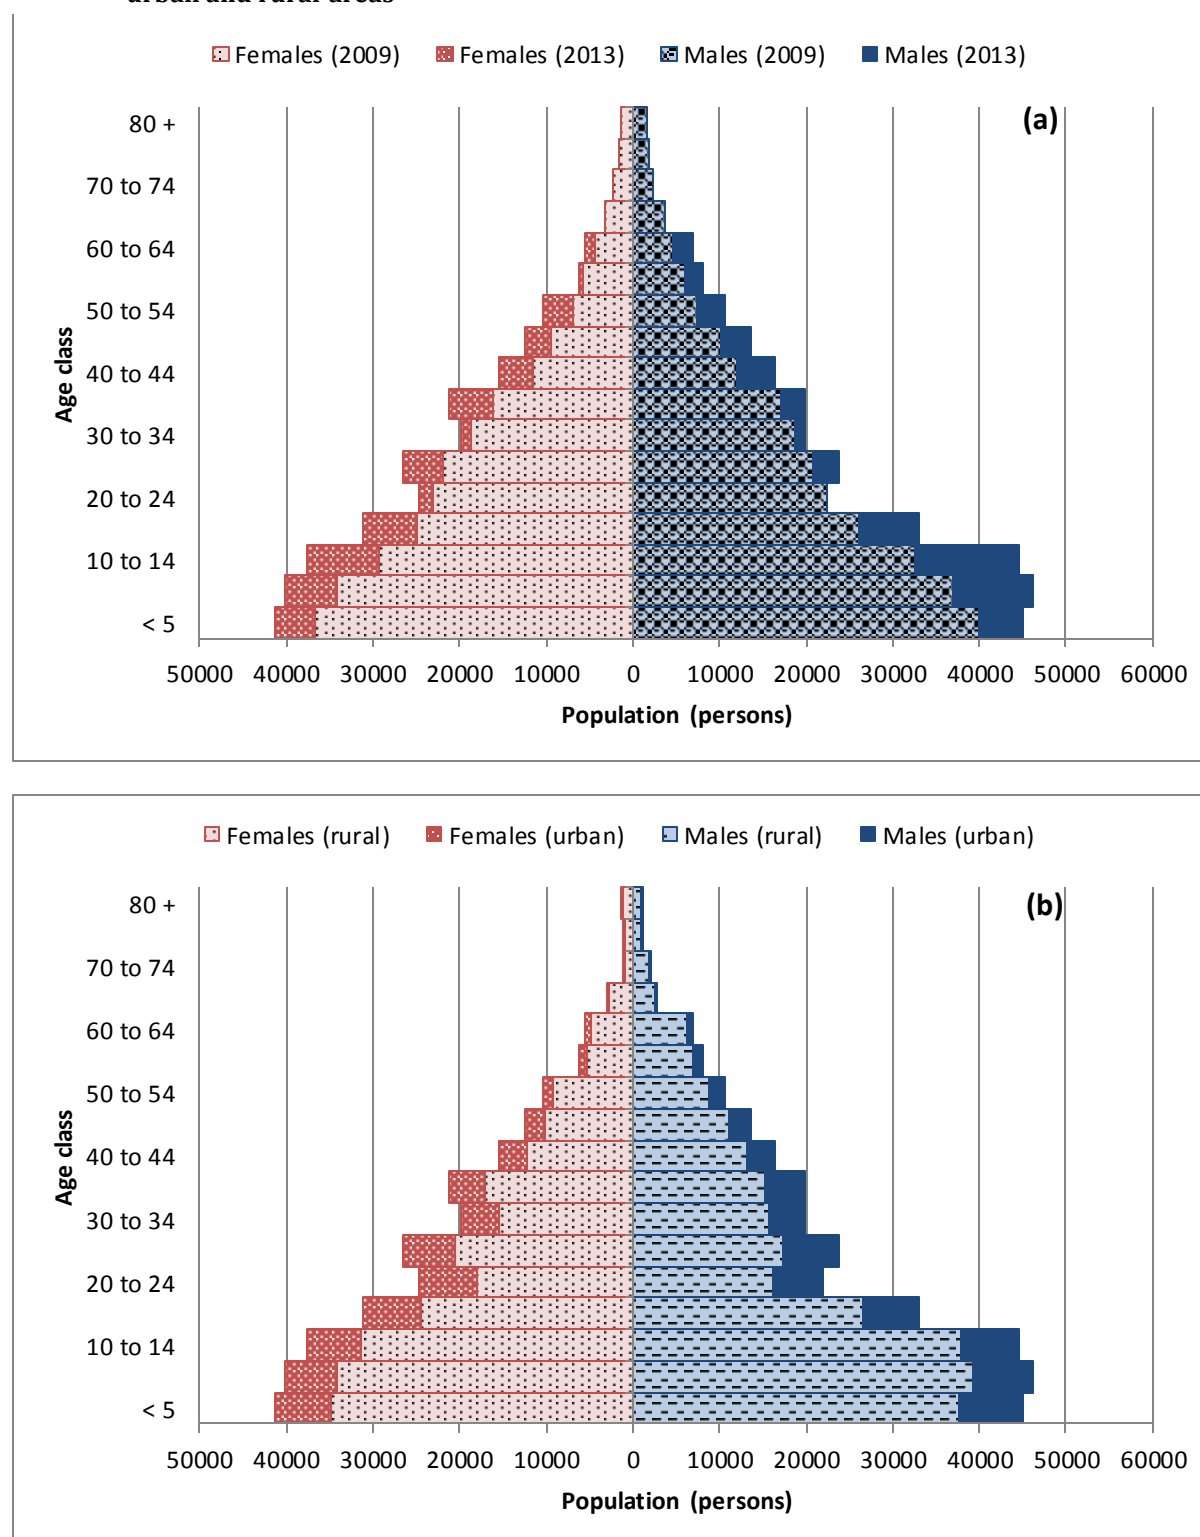 urban and rural areas
Females (2009) Females (2013) Males (2009) Males (2013)
(a)
80 +
70 to 74
60 to 64
50 to 54
40 to 44
30 to 34
20 to 24
10 to 14
< 5
Age class
50000 40000 30000 20000 10000 0 10000 20000 30000 40000 50000 60000
Population (persons)
Females (rural) Females (urban) Males (rural) Males (urban)
(b)
80 +
70 to 74
60 to 64
50 to 54
40 to 44
30 to 34
20 to 24
10 to 14
< 5
Age class
50000 40000 30000 20000 10000 0 10000 20000 30000 40000 50000 60000
Population (persons)